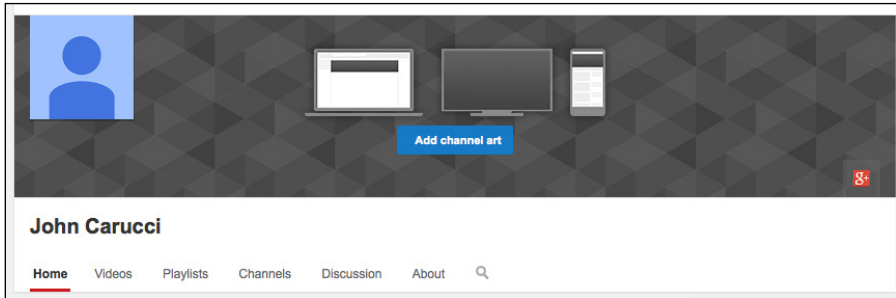 Add channel art
g+
John Carucci
Home Videos Playlists Channels Discussion About